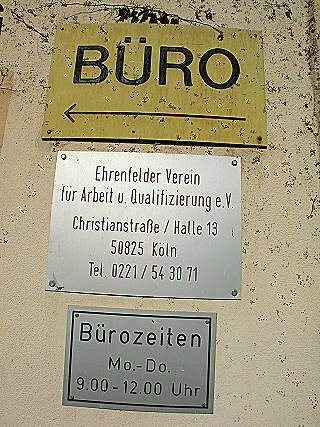 BÜRO
Ehrenfelder Verein
für Arbeit u. Qualifizierung e.V.
Christianstraße / Halle 13
50825 Köln
Tel. 0221 / 54 30 71
Bürozeiten
Mo.-Do.
9.00-12.00 Uhr